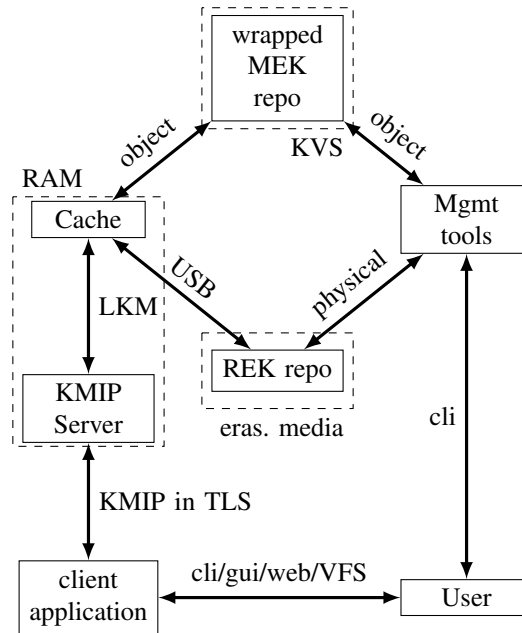 wrapped
MEK
repo
KVS
object
object
RAM
Cache
Mgmt
tools
USB
physical
LKM
REK repo
eras. media
KMIP
Server
cli
KMIP in TLS
client
application
cli/gui/web/VFS
User